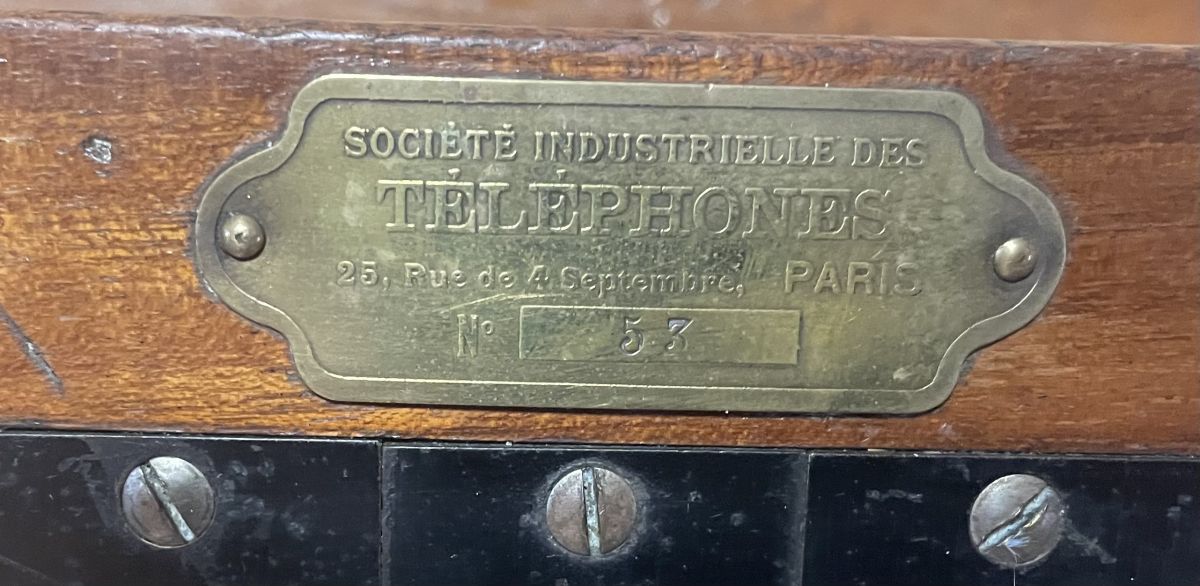 SOCIÉTÉ INDUSTRIELLE DES
TÉLÉPHONES
25, Rue de 4 Septembre, PARIS
No 53